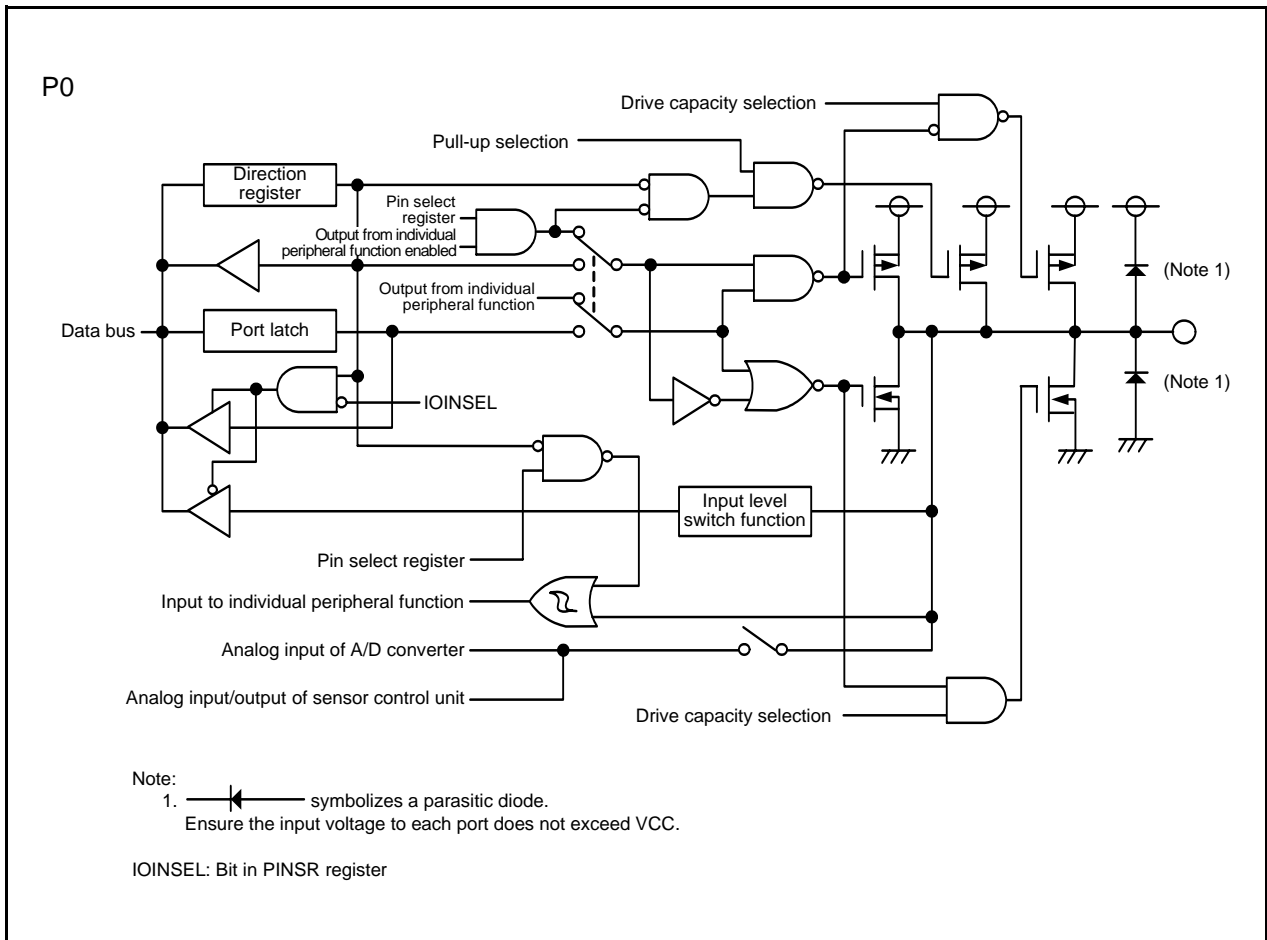 P0
Drive capacity selection
Pull-up selection
Direction
register
Pin select
register
Output from individual
peripheral function enabled
Output from individual
peripheral function
(Note 1)
Data bus
Port latch
(Note 1)
IOINSEL
Input level
switch function
Pin select register
Input to individual peripheral function
Analog input of A/D converter
Analog input/output of sensor control unit
Drive capacity selection
Note:
1. symbolizes a parasitic diode.
Ensure the input voltage to each port does not exceed VCC.
IOINSEL: Bit in PINSR register